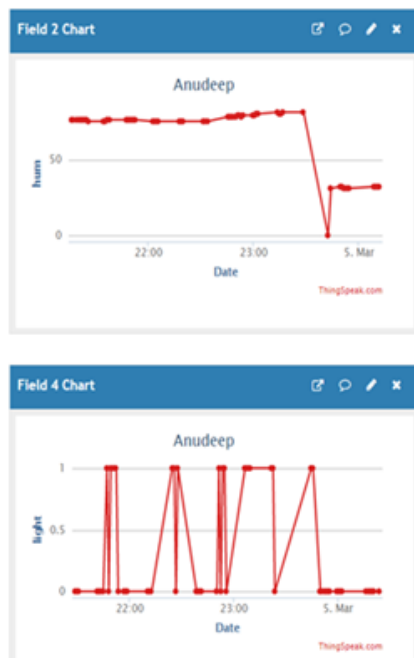 Field 2 Chart
Anudeep
50
hum
0
22:00 23:00 5. Mar
Date
ThingSpeak.com
Field 4 Chart
Anudeep
1
0.5
light
0
22:00 23:00 5. Mar
Date
ThingSpeak.com